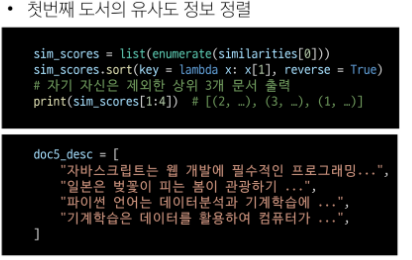 • 첫번째 도서의 유사도 정보 정렬
sim_scores = list(enumerate(similarities[0]))
sim_scores.sort(key = lambda x: x[1], reverse = True)
# 자기 자신은 제외한 상위 3개 문서 출력
print(sim_scores[1:4]) # [(2, …), (3, …), (1, …)]
doc5_desc = [
"자바스크립트는 웹 개발에 필수적인 프로그래밍...",
"일본은 벚꽃이 피는 봄이 관광하기 ...",
"파이썬 언어는 데이터분석과 기계학습에 ...",
"기계학습은 데이터를 활용하여 컴퓨터가 ...",
]